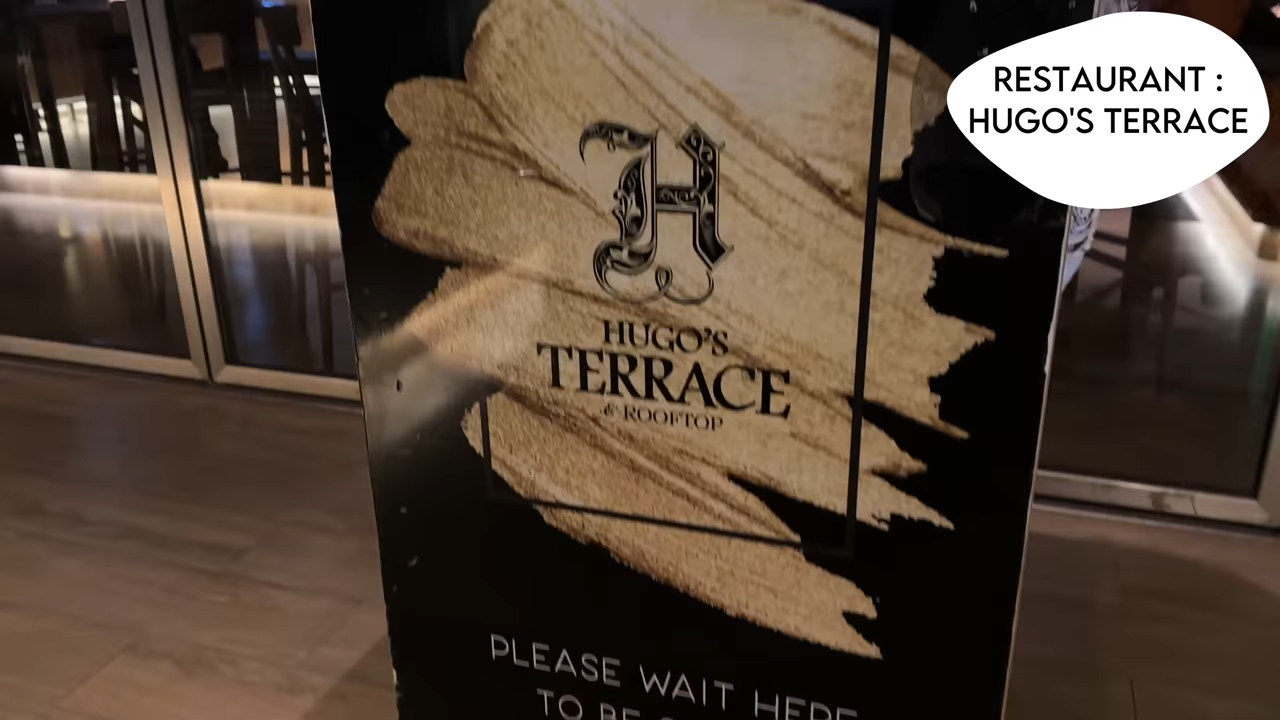 RESTAURANT :
HUGO'S TERRACE
H
HUGO'S
TERRACE
& ROOFTOP
PLEASE WAIT HERE
TO BE